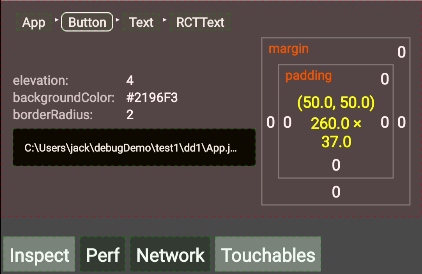 App ▸ Button ▸ Text ▸ RCTText
margin
0
padding
0
elevation: 4
backgroundColor: #2196F3
borderRadius: 2
(50.0, 50.0)
0 0 260.0 × 0 0
37.0
C:\Users\jack\debugDemo\test1\dd1\App.j...
0
0
Inspect Perf Network Touchables